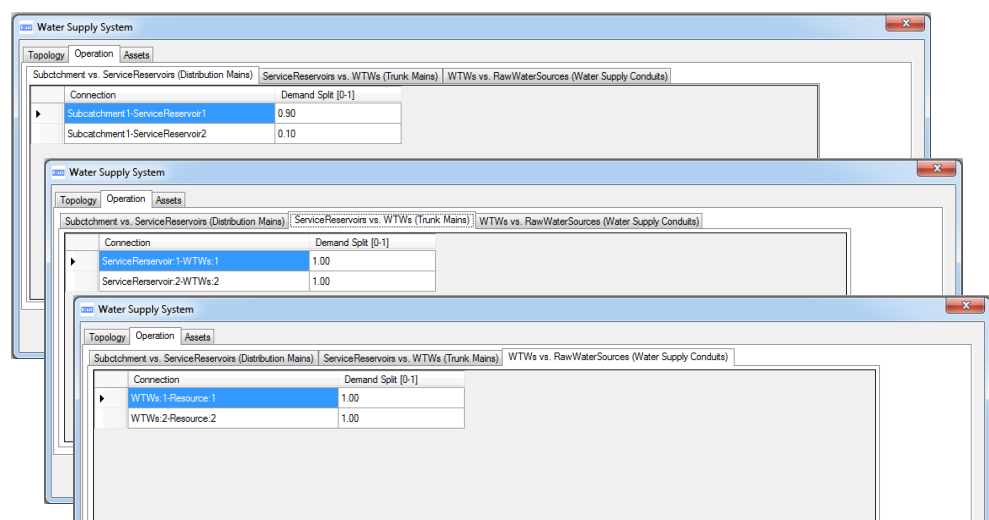 Water Supply System
Topology Operation Assets
Subctchment vs. ServiceReservoirs (Distribution Mains) ServiceReservoirs vs. WTWs (Trunk Mains) WTWs vs. RawWaterSources (Water Supply Conduits)
Connection Demand Split [0-1]
Subcatchment1-ServiceReservoir1 0.90
Subcatchment1-ServiceReservoir2 0.10
Water Supply System
Topology Operation Assets
Subctchment vs. ServiceReservoirs (Distribution Mains) ServiceReservoirs vs. WTWs (Trunk Mains) WTWs vs. RawWaterSources (Water Supply Conduits)
Connection Demand Split [0-1]
ServiceRerservoir:1-WTWs:1 1.00
ServiceRerservoir:2-WTWs:2 1.00
Water Supply System
Topology Operation Assets
Subctchment vs. ServiceReservoirs (Distribution Mains) ServiceReservoirs vs. WTWs (Trunk Mains) WTWs vs. RawWaterSources (Water Supply Conduits)
Connection Demand Split [0-1]
WTWs:1-Resource:1 1.00
WTWs:2-Resource:2 1.00